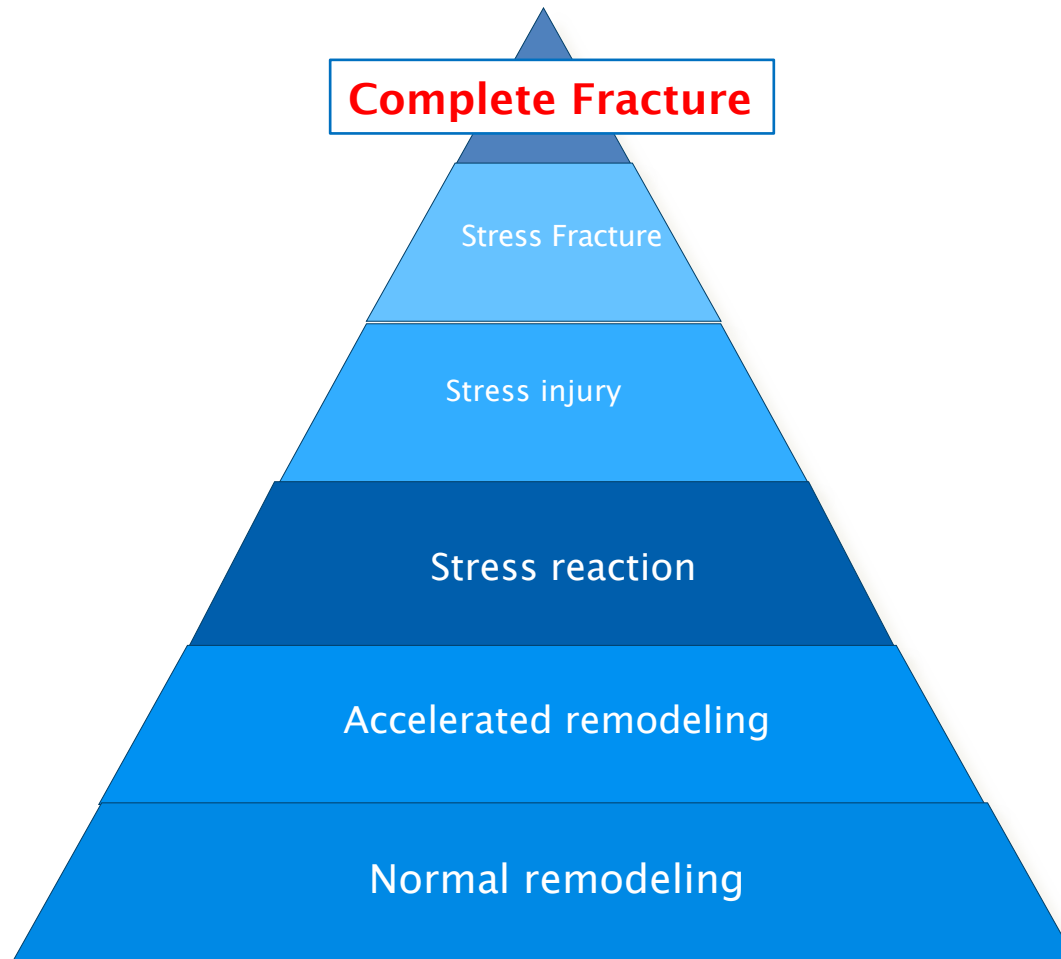 Complete Fracture
Stress Fracture
Stress injury
Stress reaction
Accelerated remodeling
Normal remodeling